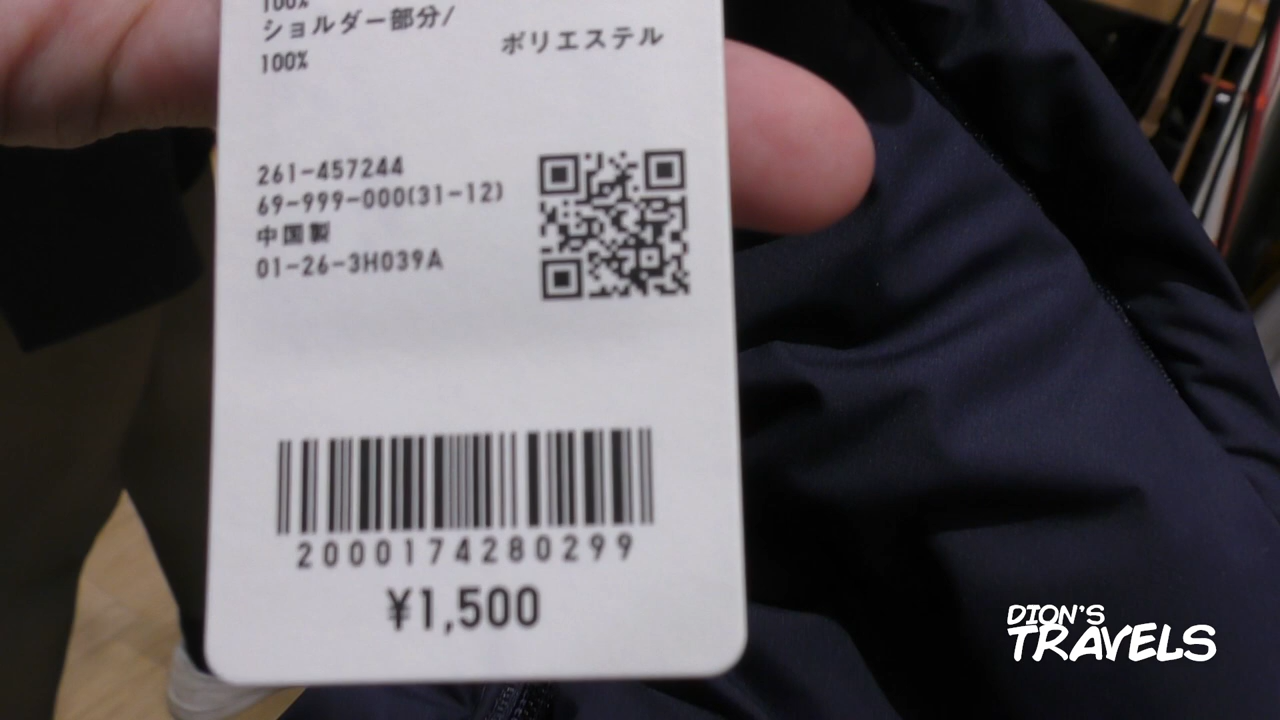 100%
ショルダー部分/
ポリエステル
100%
261-457244
69-999-000(31-12)
中国製
01-26-3H039A
2000174280299
¥1,500
DION'S
TRAVELS